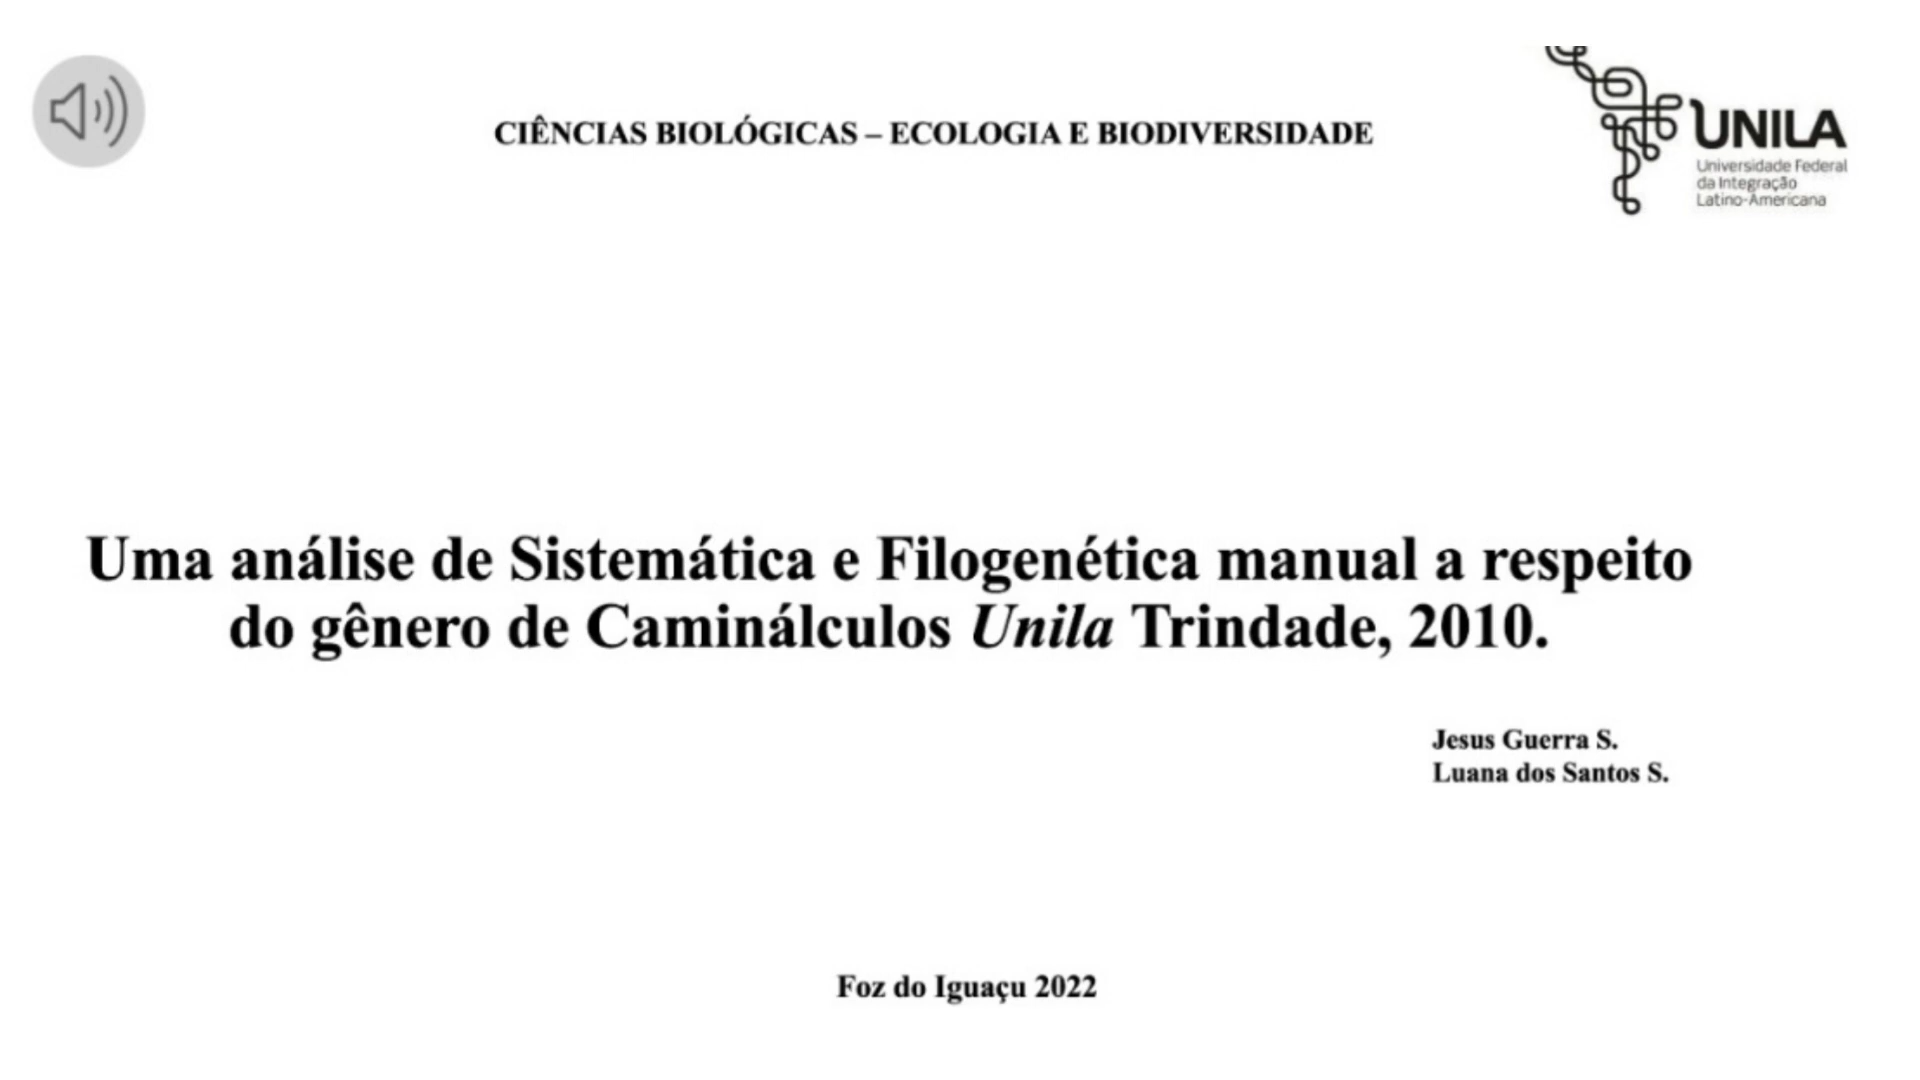 CIÊNCIAS BIOLÓGICAS – ECOLOGIA E BIODIVERSIDADE
UNILA
Universidade Federal
da Integração
Latino-Americana
Uma análise de Sistemática e Filogenética manual a respeito
do gênero de Caminálculos Unila Trindade, 2010.
Jesus Guerra S.
Luana dos Santos S.
Foz do Iguaçu 2022